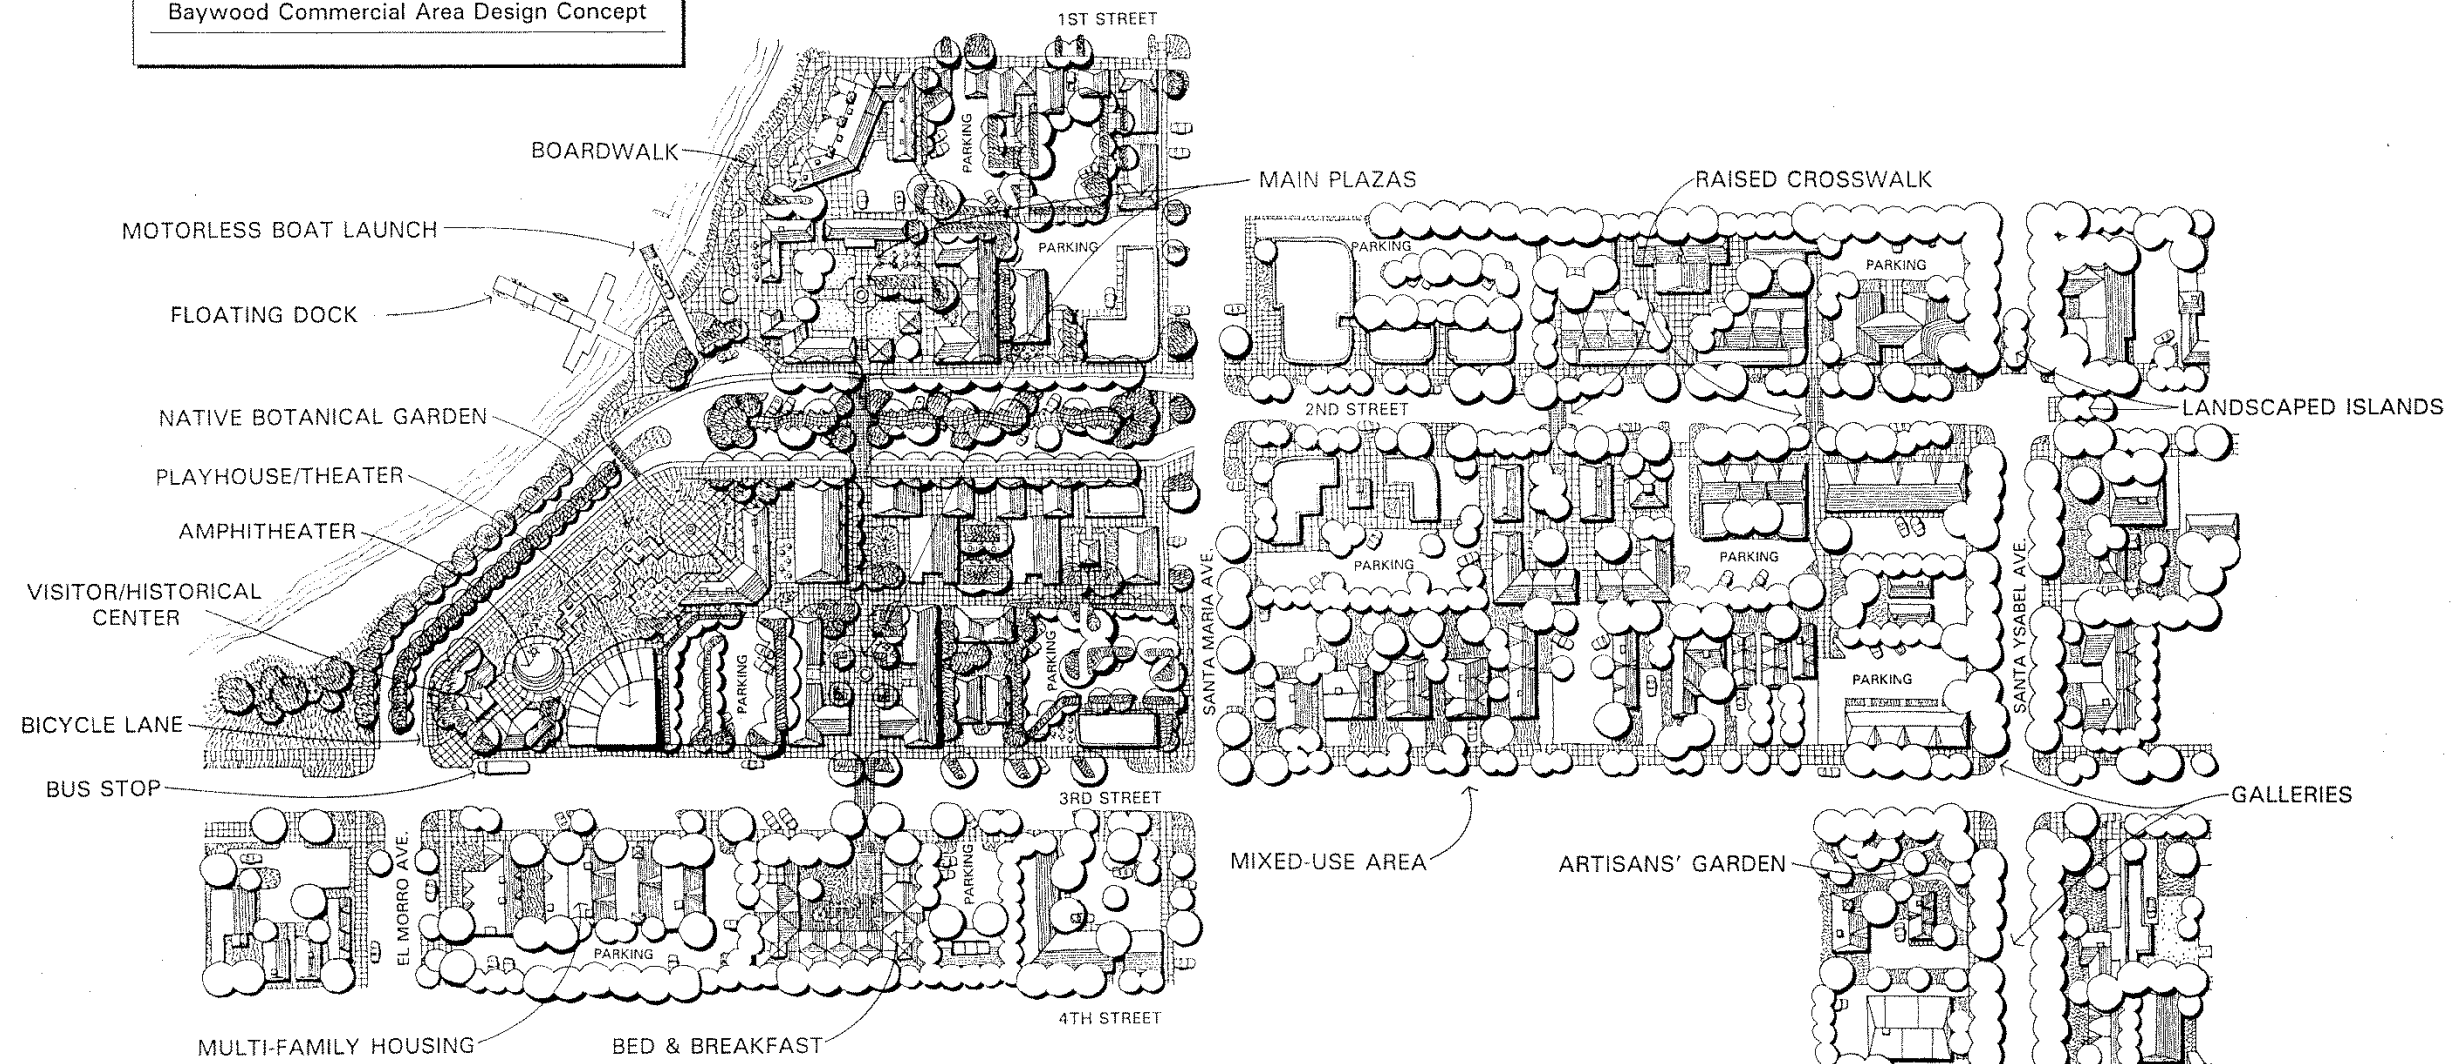 Baywood Commercial Area Design Concept
1ST STREET
BOARDWALK
PARKING
MAIN PLAZAS
RAISED CROSSWALK
MOTORLESS BOAT LAUNCH
PARKING
PARKING
PARKING
FLOATING DOCK
NATIVE BOTANICAL GARDEN
2ND STREET
LANDSCAPED ISLANDS
PLAYHOUSE/THEATER
AMPHITHEATER
PARKING
PARKING
VISITOR/HISTORICAL
CENTER
SANTA MARIA AVE.
SANTA YSABEL AVE.
PARKING
PARKING
PARKING
BICYCLE LANE
BUS STOP
3RD STREET
GALLERIES
EL MORRO AVE.
PARKING
MIXED-USE AREA
ARTISANS' GARDEN
PARKING
4TH STREET
MULTI-FAMILY HOUSING
BED & BREAKFAST